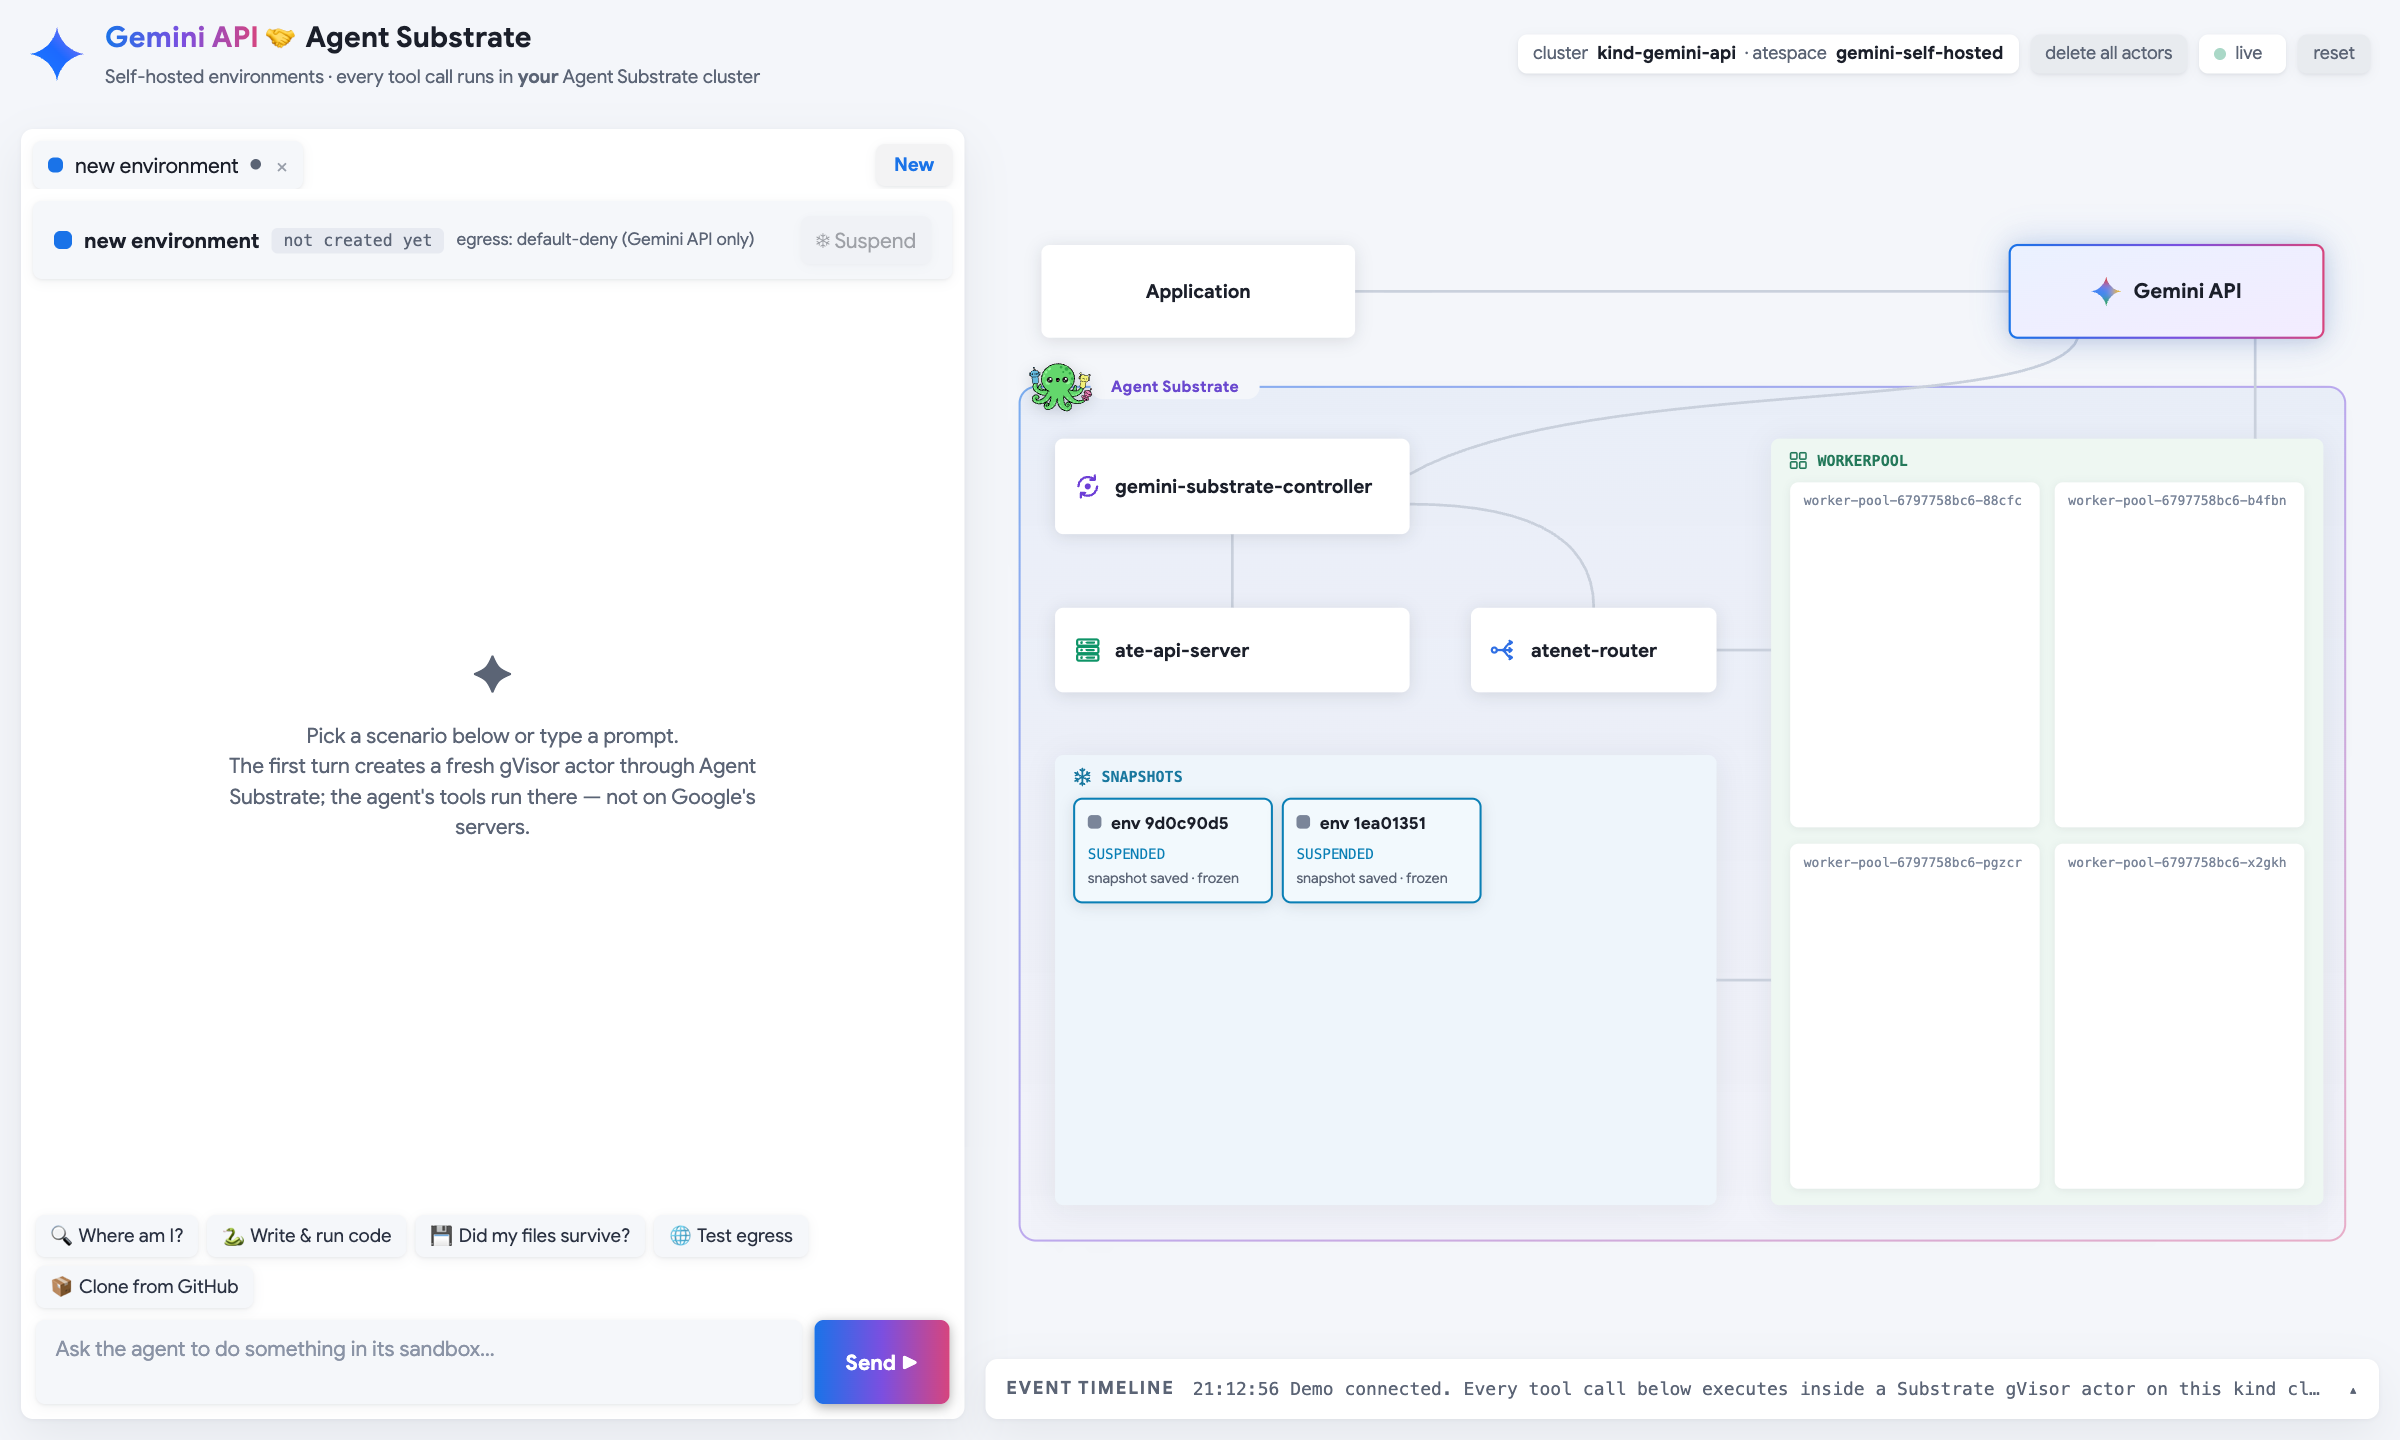 Gemini API 🤝 Agent Substrate
Self-hosted environments · every tool call runs in your Agent Substrate cluster
cluster kind-gemini-api · atespace gemini-self-hosted
delete all actors
live
reset
new environment
×
New
new environment
not created yet
egress: default-deny (Gemini API only)
❄ Suspend
Pick a scenario below or type a prompt.
The first turn creates a fresh gVisor actor through Agent
Substrate; the agent's tools run there — not on Google's
servers.
🔍 Where am I?
🐍 Write & run code
💾 Did my files survive?
🌐 Test egress
📦 Clone from GitHub
Ask the agent to do something in its sandbox...
Send ▶
Application
Gemini API
Agent Substrate
gemini-substrate-controller
ate-api-server
atenet-router
SNAPSHOTS
env 9d0c90d5
SUSPENDED
snapshot saved · frozen
env 1ea01351
SUSPENDED
snapshot saved · frozen
WORKERPOOL
worker-pool-6797758bc6-88cfc
worker-pool-6797758bc6-b4fbn
worker-pool-6797758bc6-pgzcr
worker-pool-6797758bc6-x2gkh
EVENT TIMELINE
21:12:56 Demo connected. Every tool call below executes inside a Substrate gVisor actor on this kind cl…